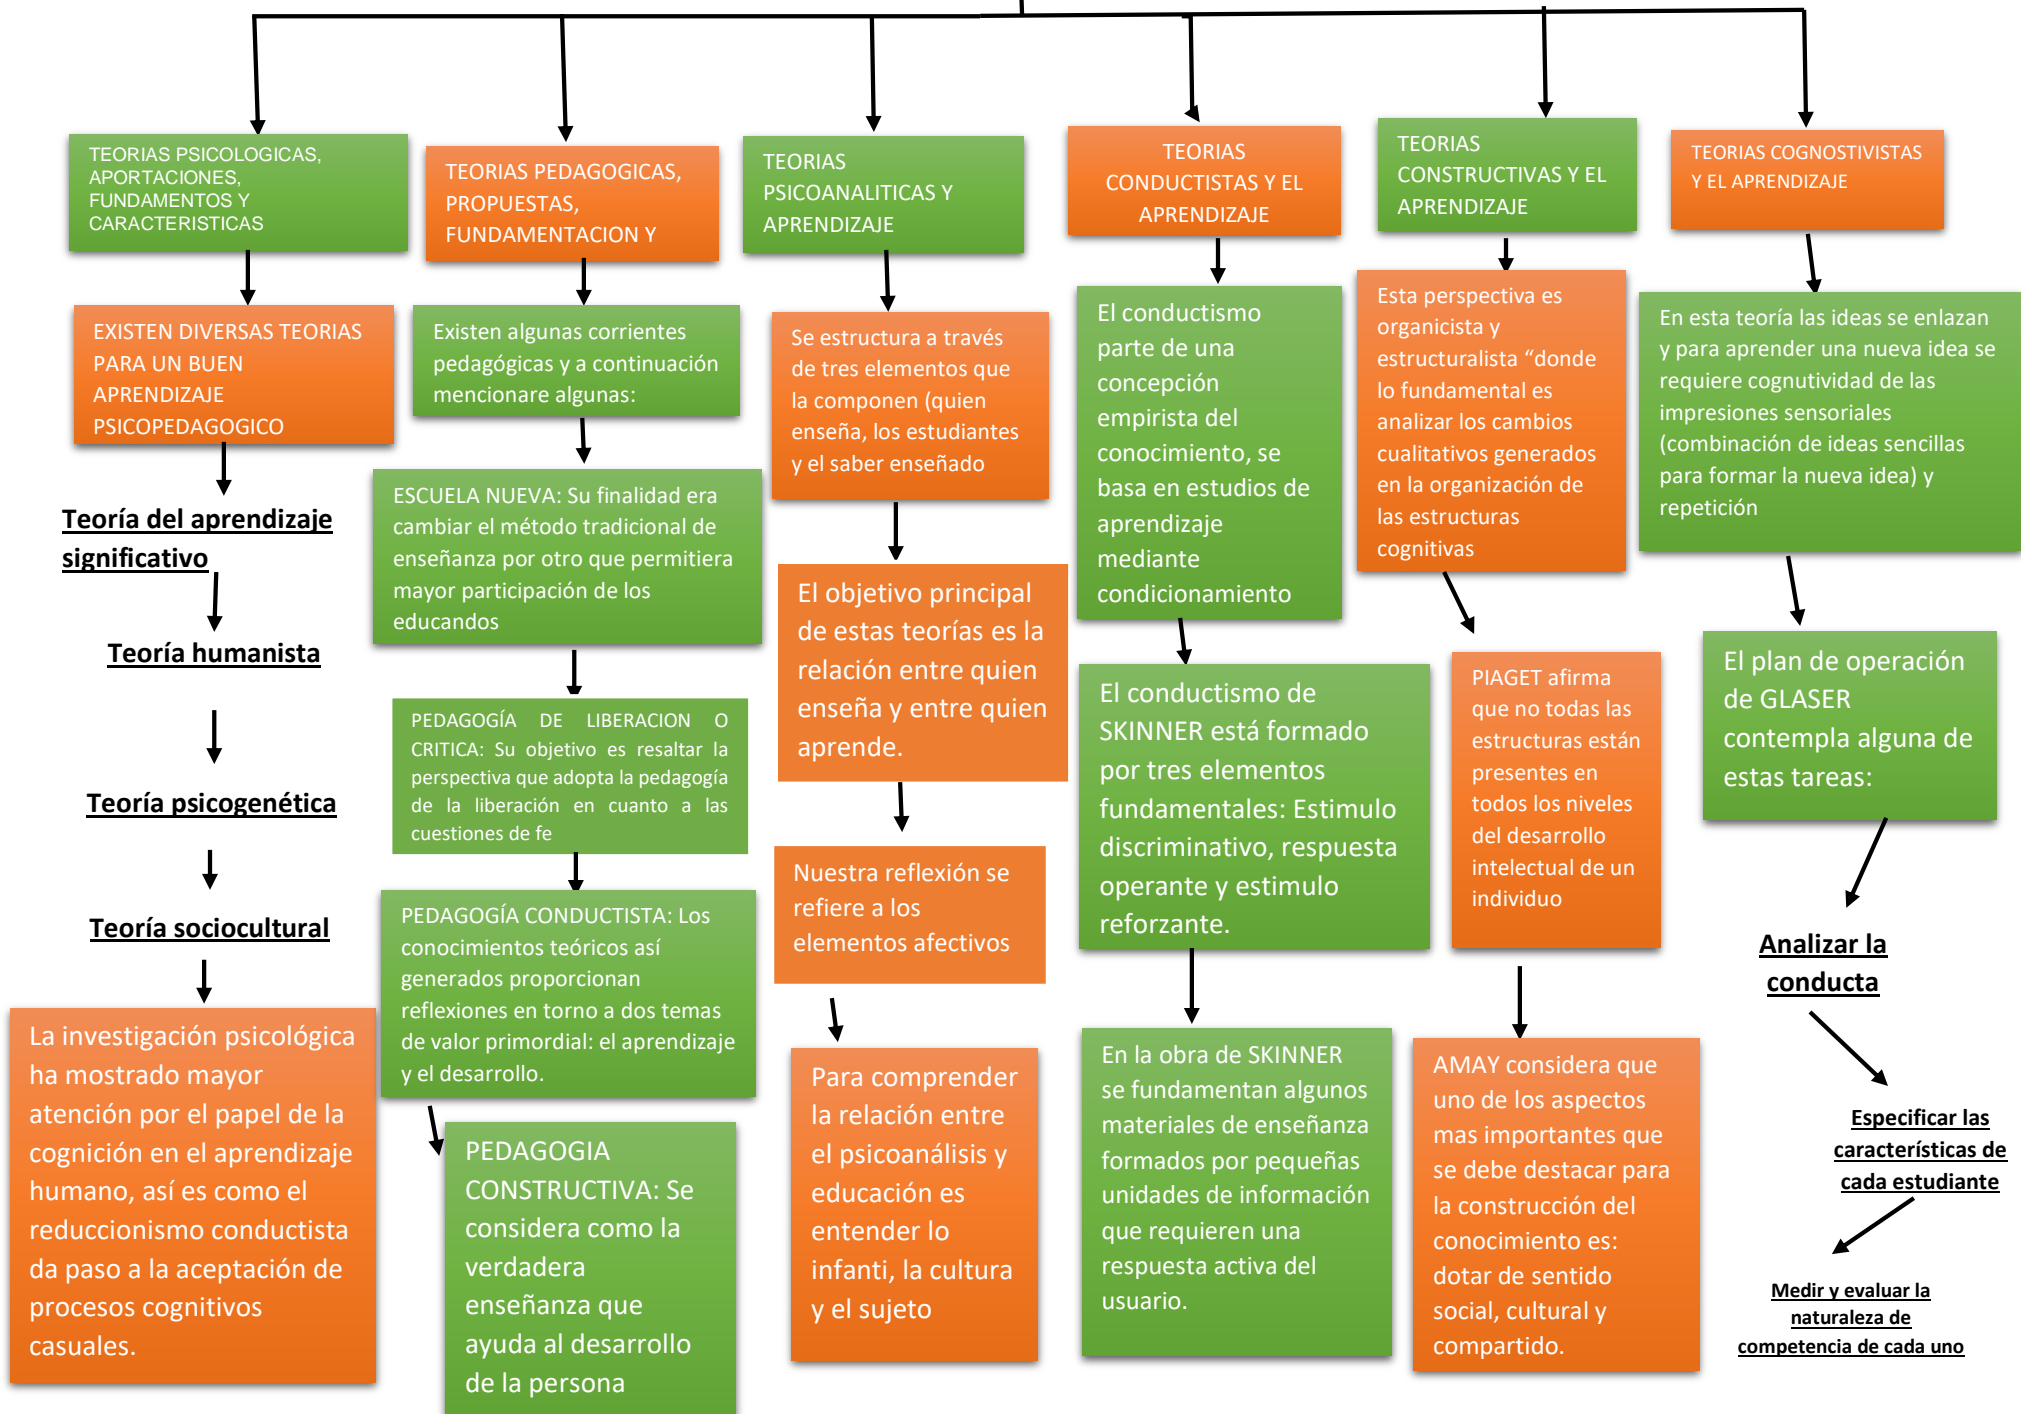 TEORIAS PSICOLOGICAS,
APORTACIONES,
FUNDAMENTOS Y
CARACTERISTICAS
EXISTEN DIVERSAS TEORIAS
PARA UN BUEN
APRENDIZAJE
PSICOPEDAGOGICO
Teoría del aprendizaje
significativo
Teoría humanista
Teoría psicogenética
Teoría sociocultural
La investigación psicológica
ha mostrado mayor
atención por el papel de la
cognición en el aprendizaje
humano, así es como el
reduccionismo conductista
da paso a la aceptación de
procesos cognitivos
casuales.
TEORIAS PEDAGOGICAS,
PROPUESTAS,
FUNDAMENTACION Y
Existen algunas corrientes
pedagógicas y a continuación
mencionare algunas:
ESCUELA NUEVA: Su finalidad era
cambiar el método tradicional de
enseñanza por otro que permitiera
mayor participación de los
educandos
PEDAGOGÍA DE LIBERACION O
CRITICA: Su objetivo es resaltar la
perspectiva que adopta la pedagogía
de la liberación en cuanto a las
cuestiones de fe
PEDAGOGÍA CONDUCTISTA: Los
conocimientos teóricos así
generados proporcionan
reflexiones en torno a dos temas
de valor primordial: el aprendizaje
y el desarrollo.
PEDAGOGIA
CONSTRUCTIVA: Se
considera como la
verdadera
enseñanza que
ayuda al desarrollo
de la persona
TEORIAS
PSICOANALITICAS Y
APRENDIZAJE
Se estructura a través
de tres elementos que
la componen (quien
enseña, los estudiantes
y el saber enseñado
El objetivo principal
de estas teorías es la
relación entre quien
enseña y entre quien
aprende.
Nuestra reflexión se
refiere a los
elementos afectivos
Para comprender
la relación entre
el psicoanálisis y
educación es
entender lo
infanti, la cultura
y el sujeto
TEORIAS
CONDUCTISTAS Y EL
APRENDIZAJE
El conductismo
parte de una
concepción
empirista del
conocimiento, se
basa en estudios de
aprendizaje
mediante
condicionamiento
El conductismo de
SKINNER está formado
por tres elementos
fundamentales: Estimulo
discriminativo, respuesta
operante y estimulo
reforzante.
En la obra de SKINNER
se fundamentan algunos
materiales de enseñanza
formados por pequeñas
unidades de información
que requieren una
respuesta activa del
usuario.
TEORIAS
CONSTRUCTIVAS Y EL
APRENDIZAJE
Esta perspectiva es
organicista y
estructuralista “donde
lo fundamental es
analizar los cambios
cualitativos generados
en la organización de
las estructuras
cognitivas
PIAGET afirma
que no todas las
estructuras están
presentes en
todos los niveles
del desarrollo
intelectual de un
individuo
AMAY considera que
uno de los aspectos
mas importantes que
se debe destacar para
la construcción del
conocimiento es:
dotar de sentido
social, cultural y
compartido.
TEORIAS COGNOSTIVISTAS
Y EL APRENDIZAJE
En esta teoría las ideas se enlazan
y para aprender una nueva idea se
requiere cognutividad de las
impresiones sensoriales
(combinación de ideas sencillas
para formar la nueva idea) y
repetición
El plan de operación
de GLASER
contempla alguna de
estas tareas:
Analizar la
conducta
Especificar las
características de
cada estudiante
Medir y evaluar la
naturaleza de
competencia de cada uno